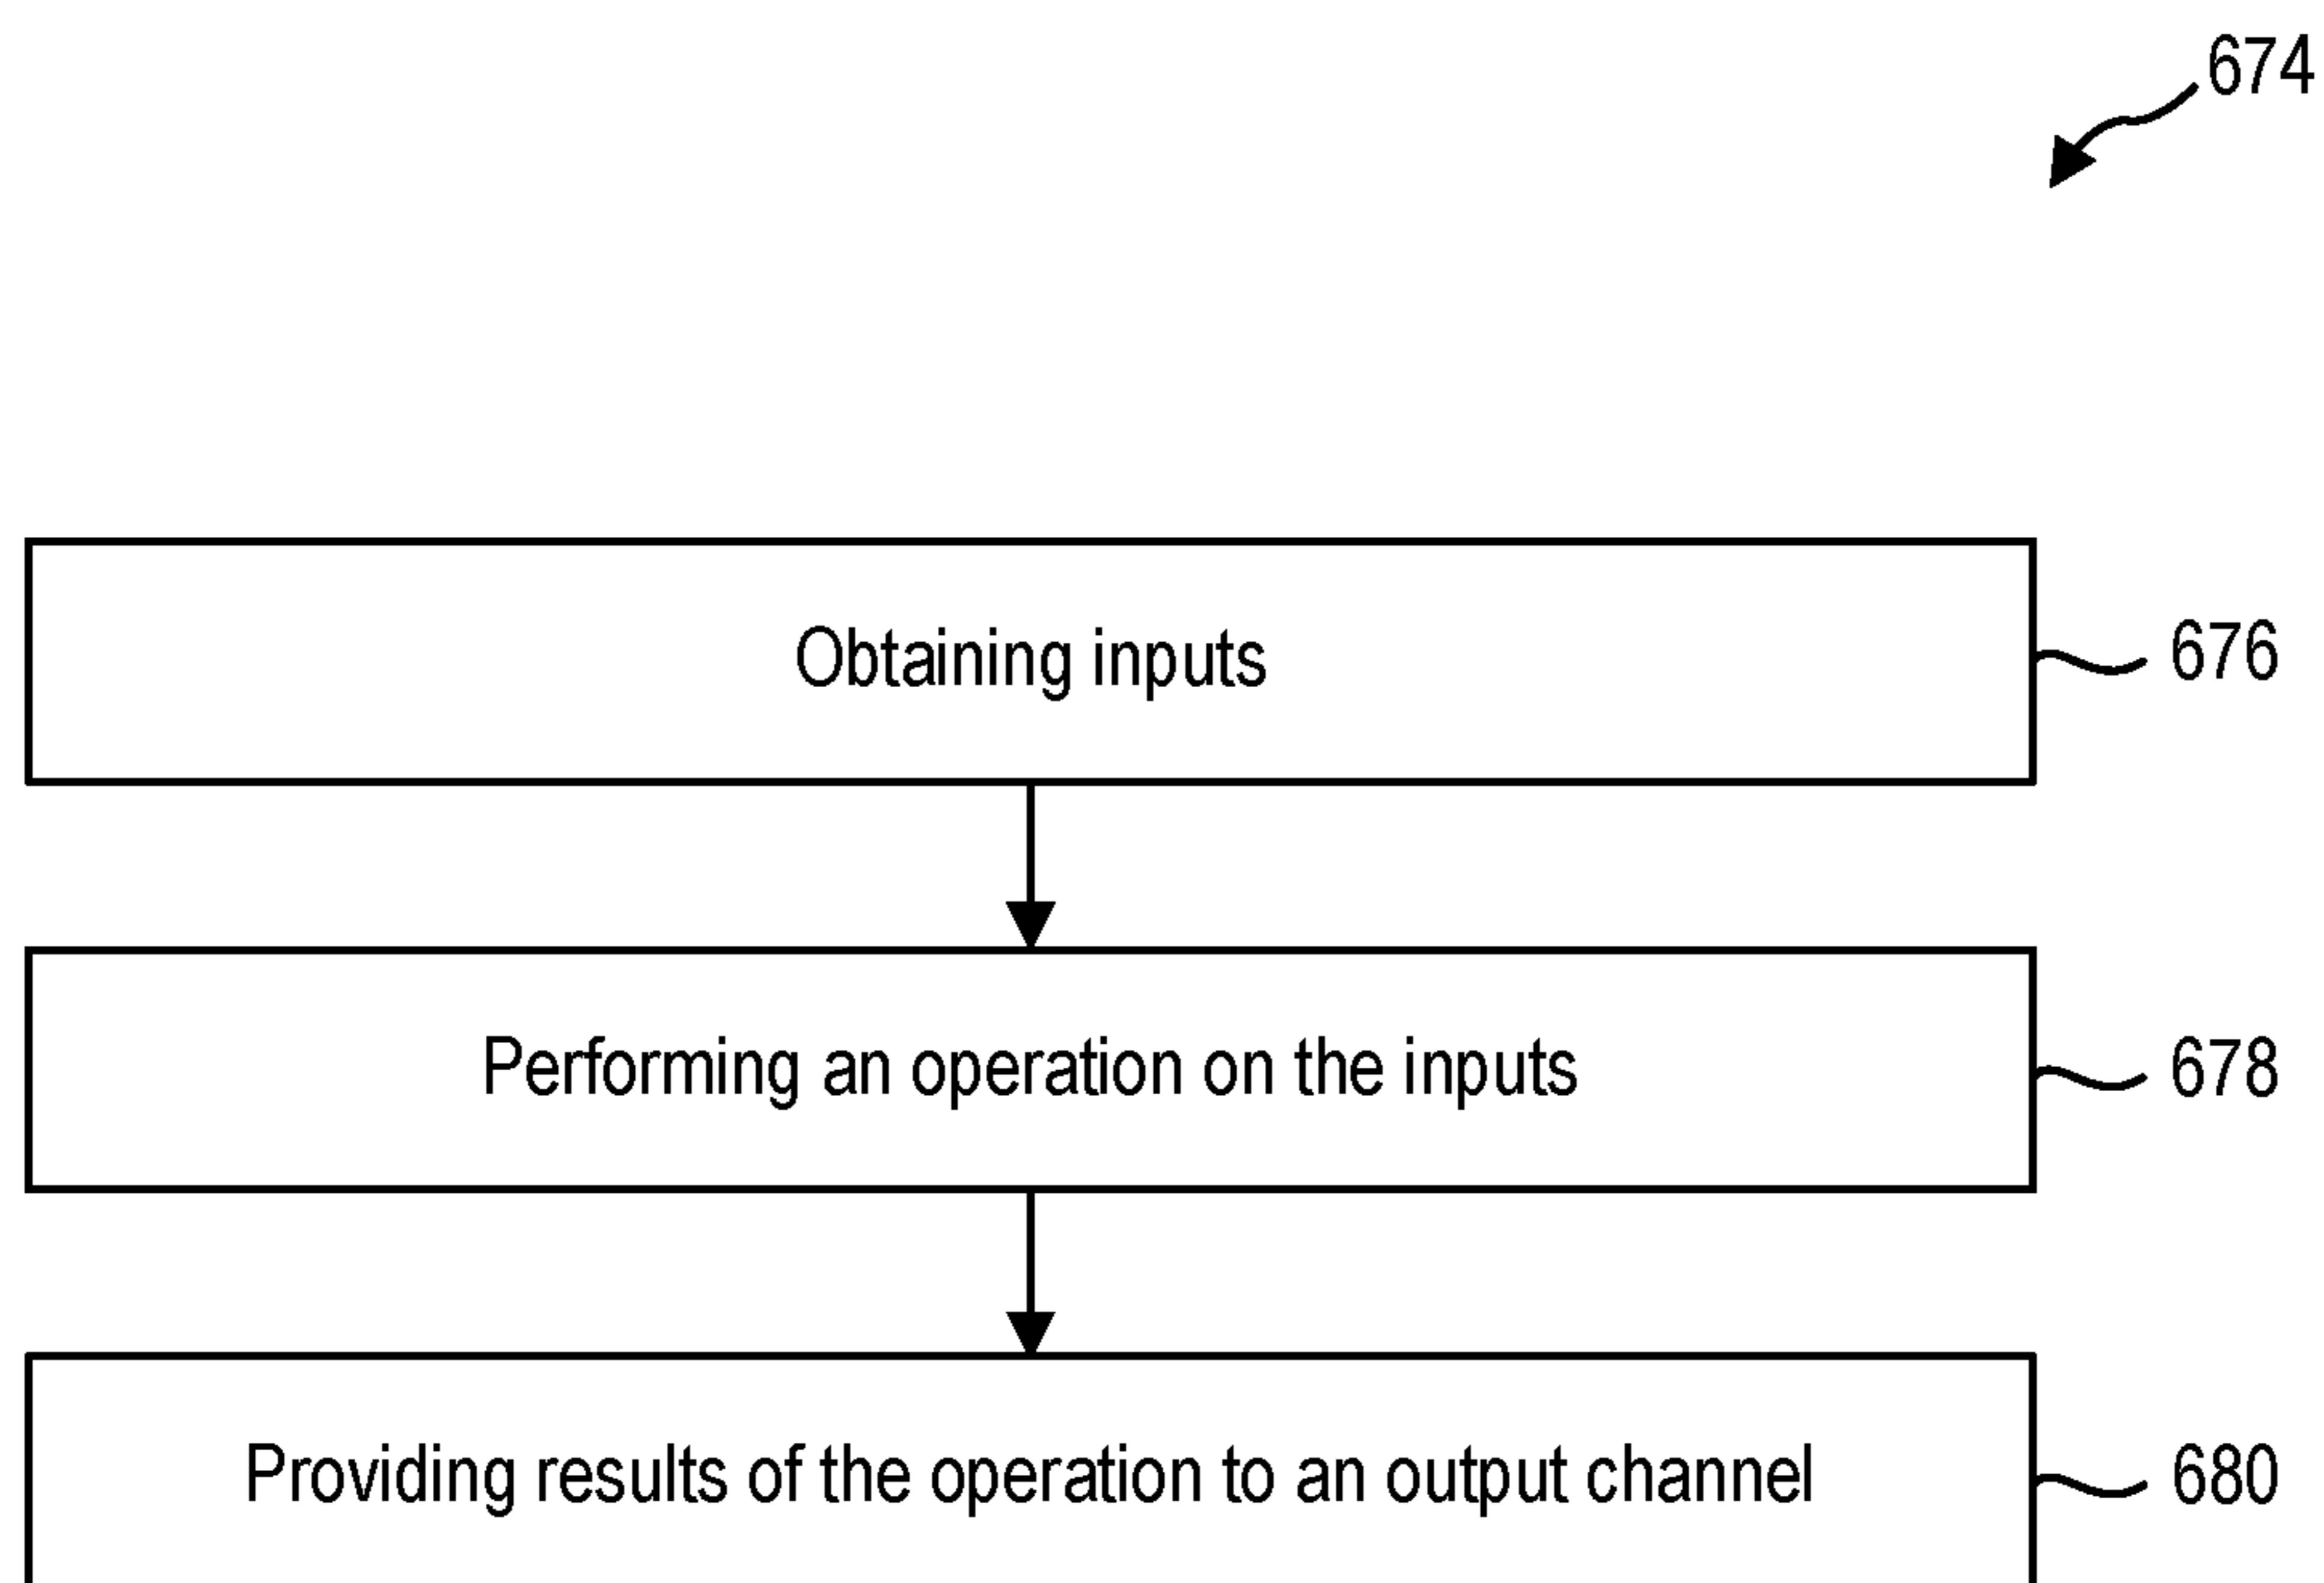 674
Obtaining inputs
676
Performing an operation on the inputs
678
Providing results of the operation to an output channel
680